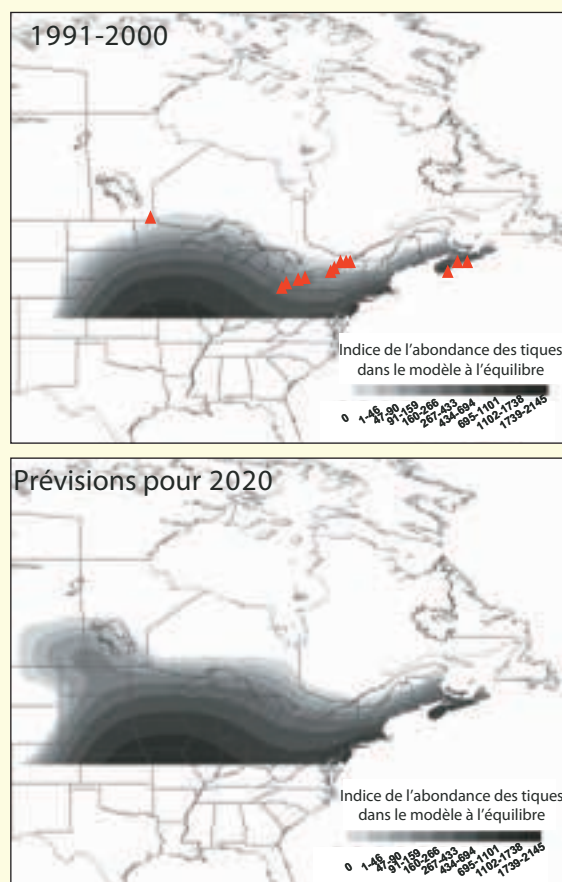 1991-2000
Indice de l'abondance des tiques
dans le modèle à l'équilibre
0 1-46 47-90 91-159 160-266 267-433 434-694 695-1101 1102-1738 1739-2145
Prévisions pour 2020
Indice de l'abondance des tiques
dans le modèle à l'équilibre
0 1-46 47-90 91-159 160-266 267-433 434-694 695-1101 1102-1738 1739-2145